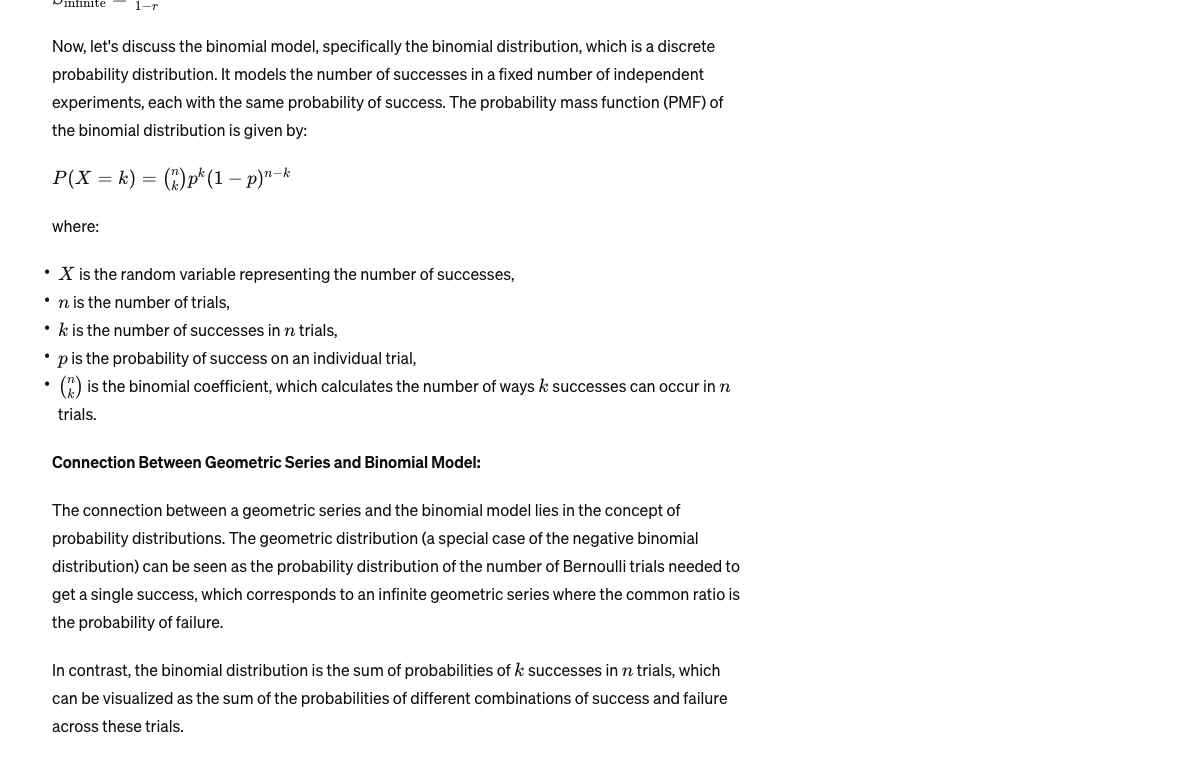 S_infinite = 1−r
Now, let's discuss the binomial model, specifically the binomial distribution, which is a discrete
probability distribution. It models the number of successes in a fixed number of independent
experiments, each with the same probability of success. The probability mass function (PMF) of
the binomial distribution is given by:
P(X = k) = (n k) p^k (1 − p)^{n−k}
where:
• X is the random variable representing the number of successes,
• n is the number of trials,
• k is the number of successes in n trials,
• p is the probability of success on an individual trial,
• (n k) is the binomial coefficient, which calculates the number of ways k successes can occur in n
trials.
Connection Between Geometric Series and Binomial Model:
The connection between a geometric series and the binomial model lies in the concept of
probability distributions. The geometric distribution (a special case of the negative binomial
distribution) can be seen as the probability distribution of the number of Bernoulli trials needed to
get a single success, which corresponds to an infinite geometric series where the common ratio is
the probability of failure.
In contrast, the binomial distribution is the sum of probabilities of k successes in n trials, which
can be visualized as the sum of the probabilities of different combinations of success and failure
across these trials.